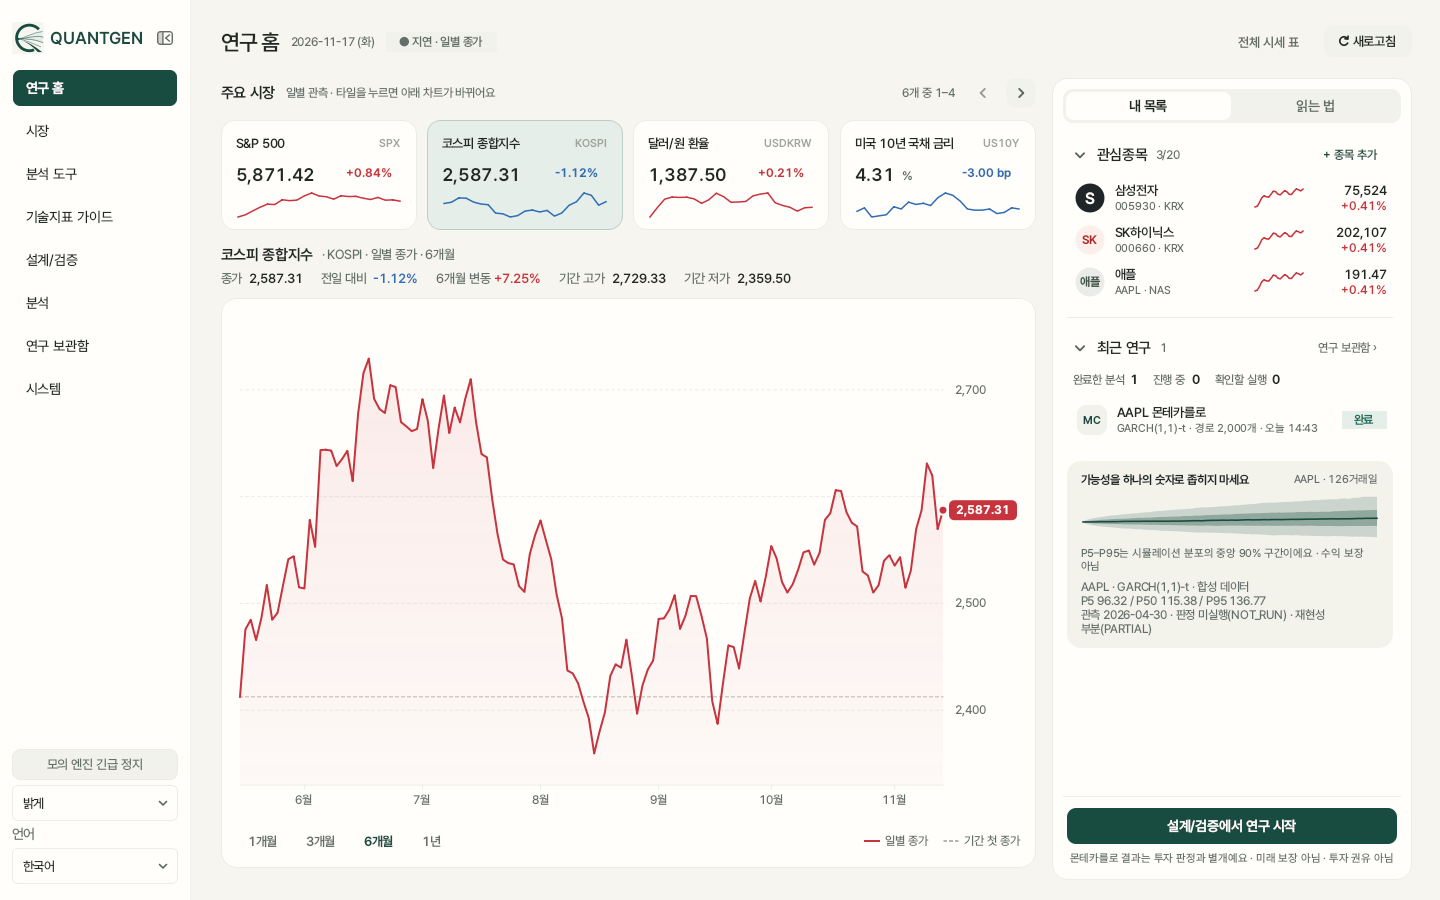 QUANTGEN
연구 홈
시장
분석 도구
기술지표 가이드
설계/검증
분석
연구 보관함
시스템
모의 엔진 긴급 정지
밝게
언어
한국어
연구 홈 2026-11-17 (화) ● 지연 · 일별 종가
전체 시세 표
새로고침
주요 시장 일별 관측 · 타일을 누르면 아래 차트가 바뀌어요
6개 중 1–4
S&P 500 SPX
5,871.42 +0.84%
코스피 종합지수 KOSPI
2,587.31 -1.12%
달러/원 환율 USDKRW
1,387.50 +0.21%
미국 10년 국채 금리 US10Y
4.31 % -3.00 bp
코스피 종합지수 · KOSPI · 일별 종가 · 6개월
종가 2,587.31 전일 대비 -1.12% 6개월 변동 +7.25% 기간 고가 2,729.33 기간 저가 2,359.50
2,700
2,587.31
2,500
2,400
6월 7월 8월 9월 10월 11월
1개월 3개월 6개월 1년
일별 종가 기간 첫 종가
내 목록 읽는 법
관심종목 3/20 + 종목 추가
S 삼성전자 75,524
005930 · KRX +0.41%
SK SK하이닉스 202,107
000660 · KRX +0.41%
애플 애플 191.47
AAPL · NAS +0.41%
최근 연구 1 연구 보관함 ›
완료한 분석 1 진행 중 0 확인할 실행 0
MC AAPL 몬테카를로 완료
GARCH(1,1)-t · 경로 2,000개 · 오늘 14:43
가능성을 하나의 숫자로 좁히지 마세요 AAPL · 126거래일
P5–P95는 시뮬레이션 분포의 중앙 90% 구간이에요 · 수익 보장
아님
AAPL · GARCH(1,1)-t · 합성 데이터
P5 96.32 / P50 115.38 / P95 136.77
관측 2026-04-30 · 판정 미실행(NOT_RUN) · 재현성
부분(PARTIAL)
설계/검증에서 연구 시작
몬테카를로 결과는 투자 판정과 별개예요 · 미래 보장 아님 · 투자 권유 아님